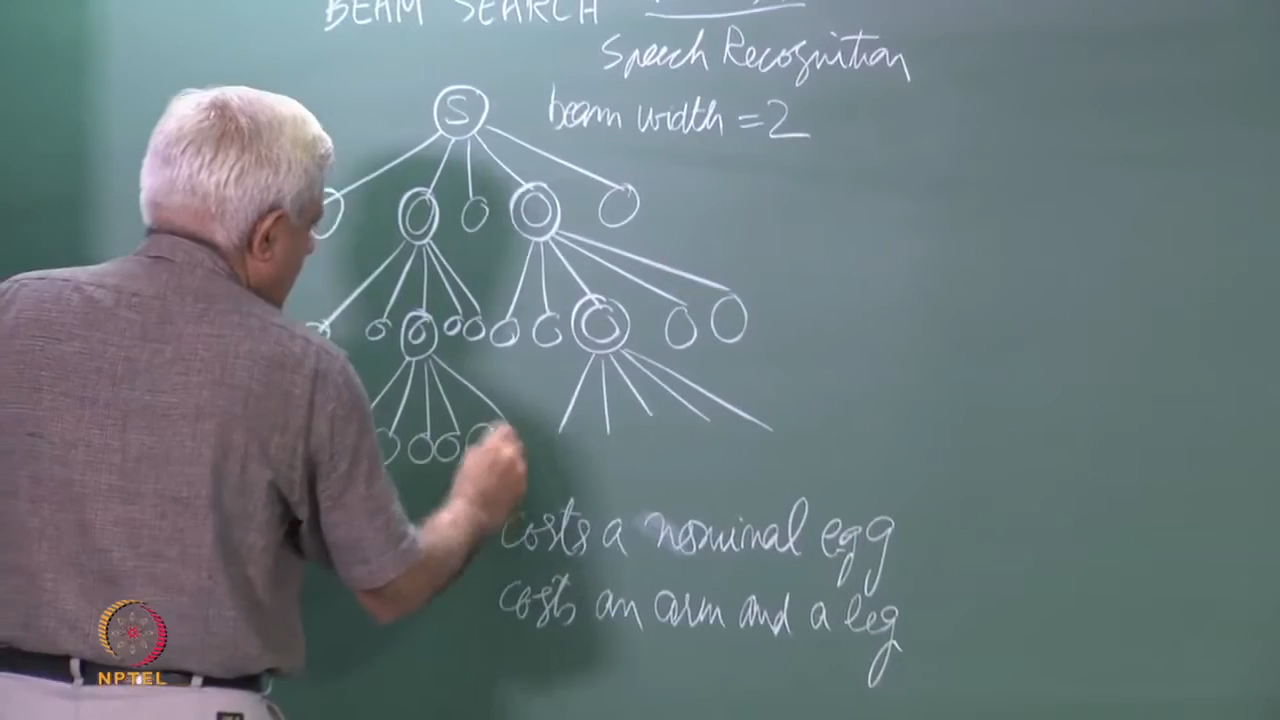 BEAM SEARCH
Speech Recognition
S
beam width = 2
costs a nominal egg
costs an arm and a leg
NPTEL